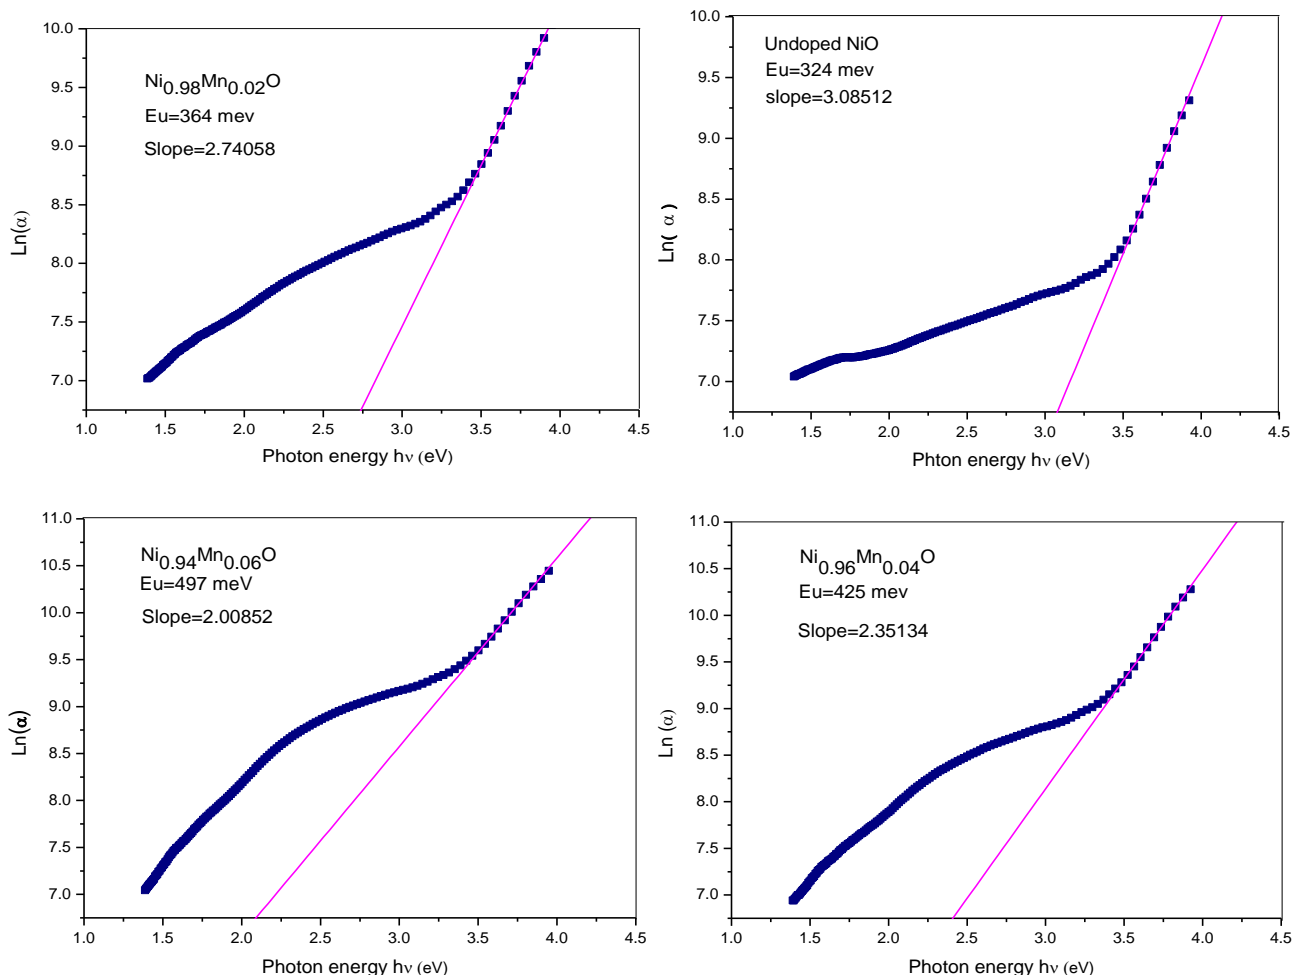 10.0
9.5
9.0
8.5
8.0
7.5
7.0
Ln(α)
Ni0.98Mn0.02O
Eu=364 mev
Slope=2.74058
1.0 1.5 2.0 2.5 3.0 3.5 4.0 4.5
Photon energy hν (eV)
10.0
9.5
9.0
8.5
8.0
7.5
7.0
Ln( α )
Undoped NiO
Eu=324 mev
slope=3.08512
1.0 1.5 2.0 2.5 3.0 3.5 4.0 4.5
Phton energy hν (eV)
11.0
10.5
10.0
9.5
9.0
8.5
8.0
7.5
7.0
Ln(α)
Ni0.94Mn0.06O
Eu=497 meV
Slope=2.00852
1.0 1.5 2.0 2.5 3.0 3.5 4.0 4.5
Photon energy hν (eV)
11.0
10.5
10.0
9.5
9.0
8.5
8.0
7.5
7.0
Ln (α)
Ni0.96Mn0.04O
Eu=425 mev
Slope=2.35134
1.0 1.5 2.0 2.5 3.0 3.5 4.0 4.5
Photon energy hν (eV)